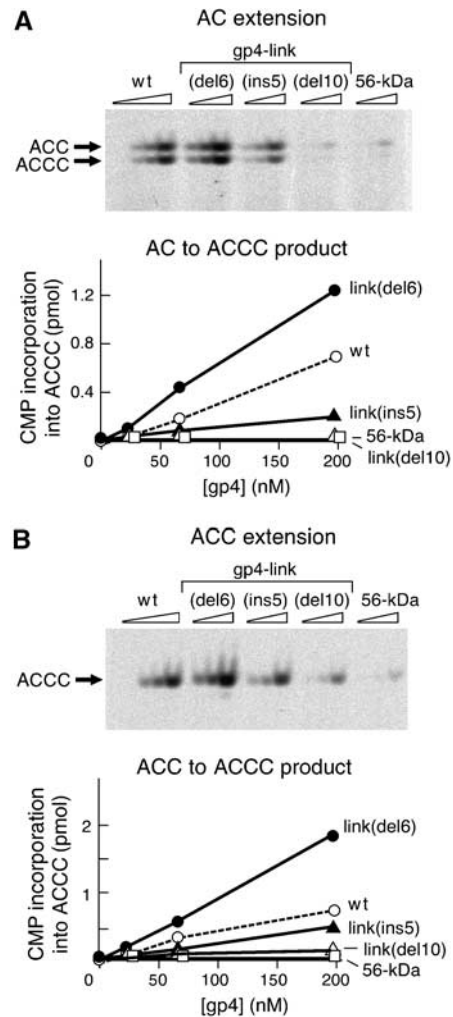 A
AC extension
gp4-link
wt (del6) (ins5) (del10) 56-kDa
ACC
ACCC
AC to ACCC product
CMP incorporation
into ACCC (pmol)
1.2
0.4
0 50 100 150 200
[gp4] (nM)
link(del6)
wt
link(ins5)
56-kDa
link(del10)
B
ACC extension
gp4-link
wt (del6) (ins5) (del10) 56-kDa
ACCC
ACC to ACCC product
CMP incorporation
into ACCC (pmol)
2
1
0
0 50 100 150 200
[gp4] (nM)
link(del6)
wt
link(ins5)
link(del10)
56-kDa